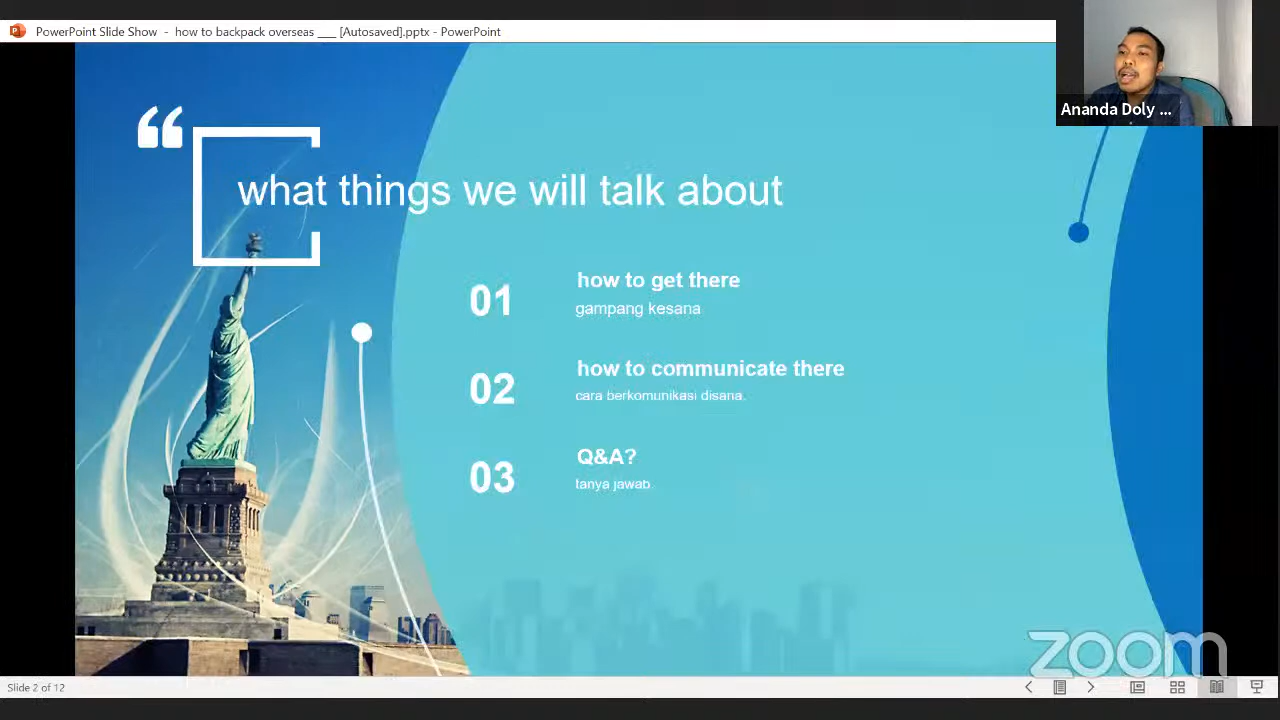 PowerPoint Slide Show - how to backpack overseas ___ [Autosaved].pptx - PowerPoint
Ananda Doly ...
“
what things we will talk about
01
how to get there
gampang kesana
02
how to communicate there
cara berkomunikasi disana.
03
Q&A?
tanya jawab.
zoom
Slide 2 of 12